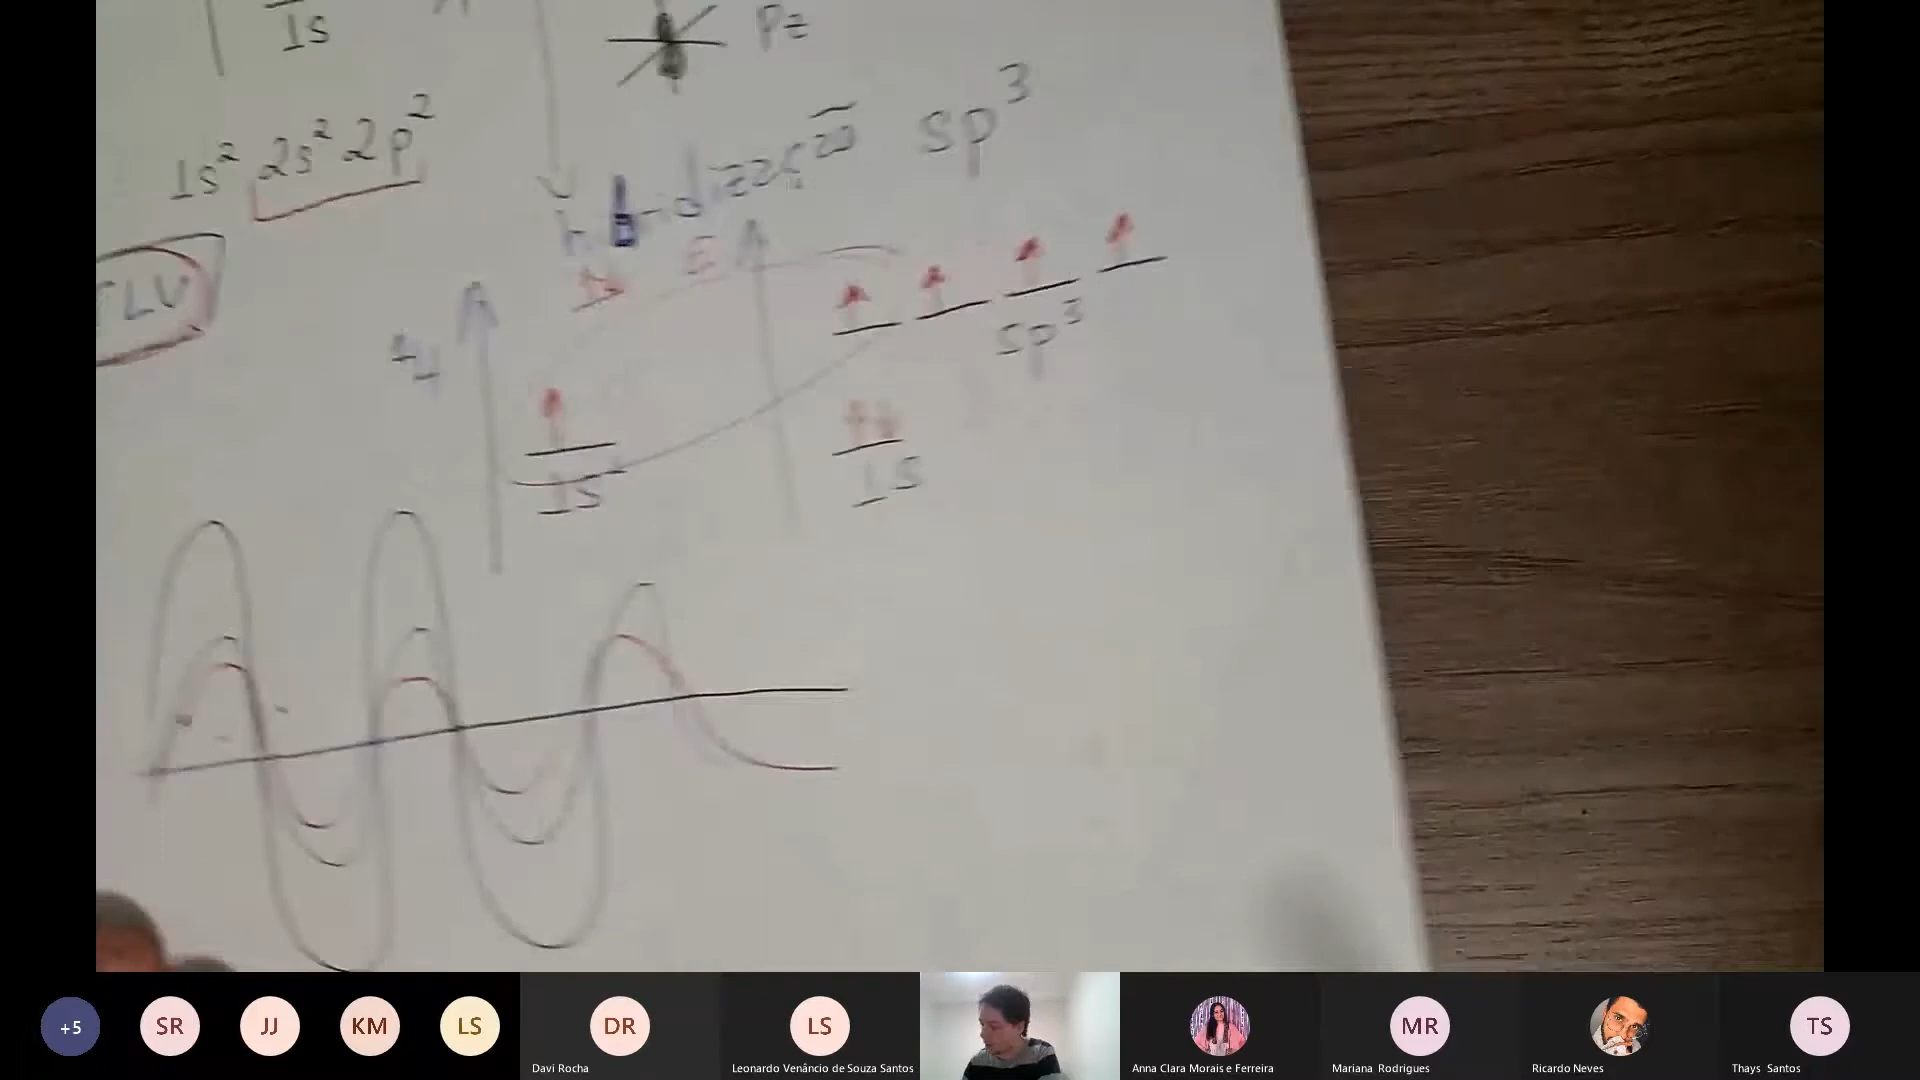 1s
Pz
1s² 2s² 2p²
hibridização sp³
TLV
E
sp³
1s
1s
+5
SR
JJ
KM
LS
DR
LS
MR
TS
Davi Rocha
Leonardo Venâncio de Souza Santos
Anna Clara Morais e Ferreira
Mariana Rodrigues
Ricardo Neves
Thays Santos